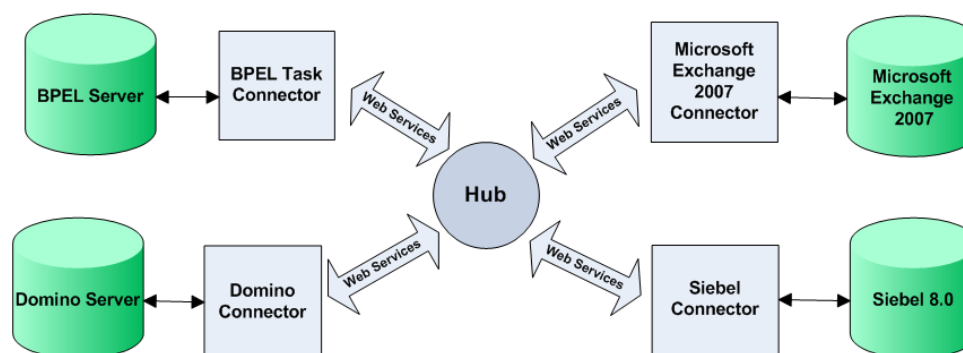 BPEL Server
BPEL Task
Connector
Web Services
Web Services
Microsoft
Exchange
2007
Connector
Microsoft
Exchange
2007
Hub
Domino Server
Domino
Connector
Web Services
Web Services
Siebel
Connector
Siebel 8.0